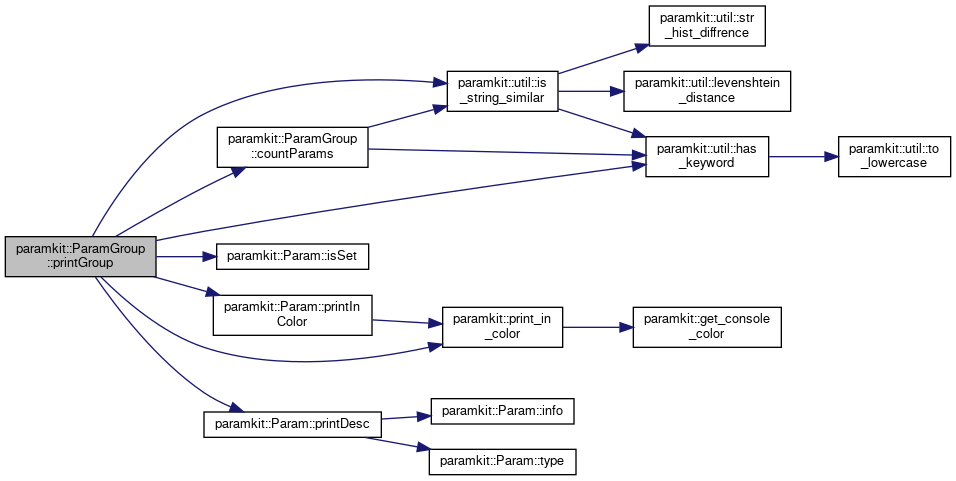 paramkit::ParamGroup
::printGroup
paramkit::ParamGroup
::countParams
paramkit::util::is
_string_similar
paramkit::util::str
_hist_diffrence
paramkit::util::levenshtein
_distance
paramkit::util::has
_keyword
paramkit::util::to
_lowercase
paramkit::Param::isSet
paramkit::Param::printIn
Color
paramkit::print_in
_color
paramkit::get_console
_color
paramkit::Param::printDesc
paramkit::Param::info
paramkit::Param::type